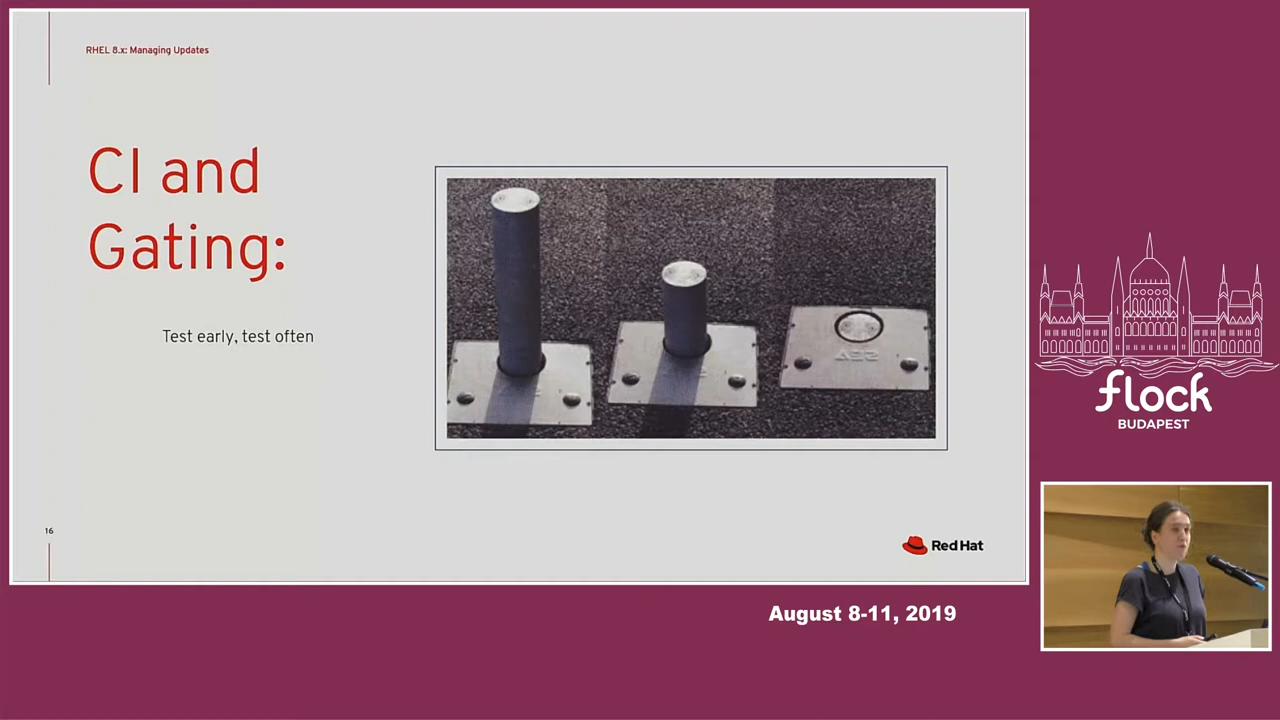 RHEL 8.x: Managing Updates
CI and
Gating:
Test early, test often
16
Red Hat
flock
BUDAPEST
August 8-11, 2019